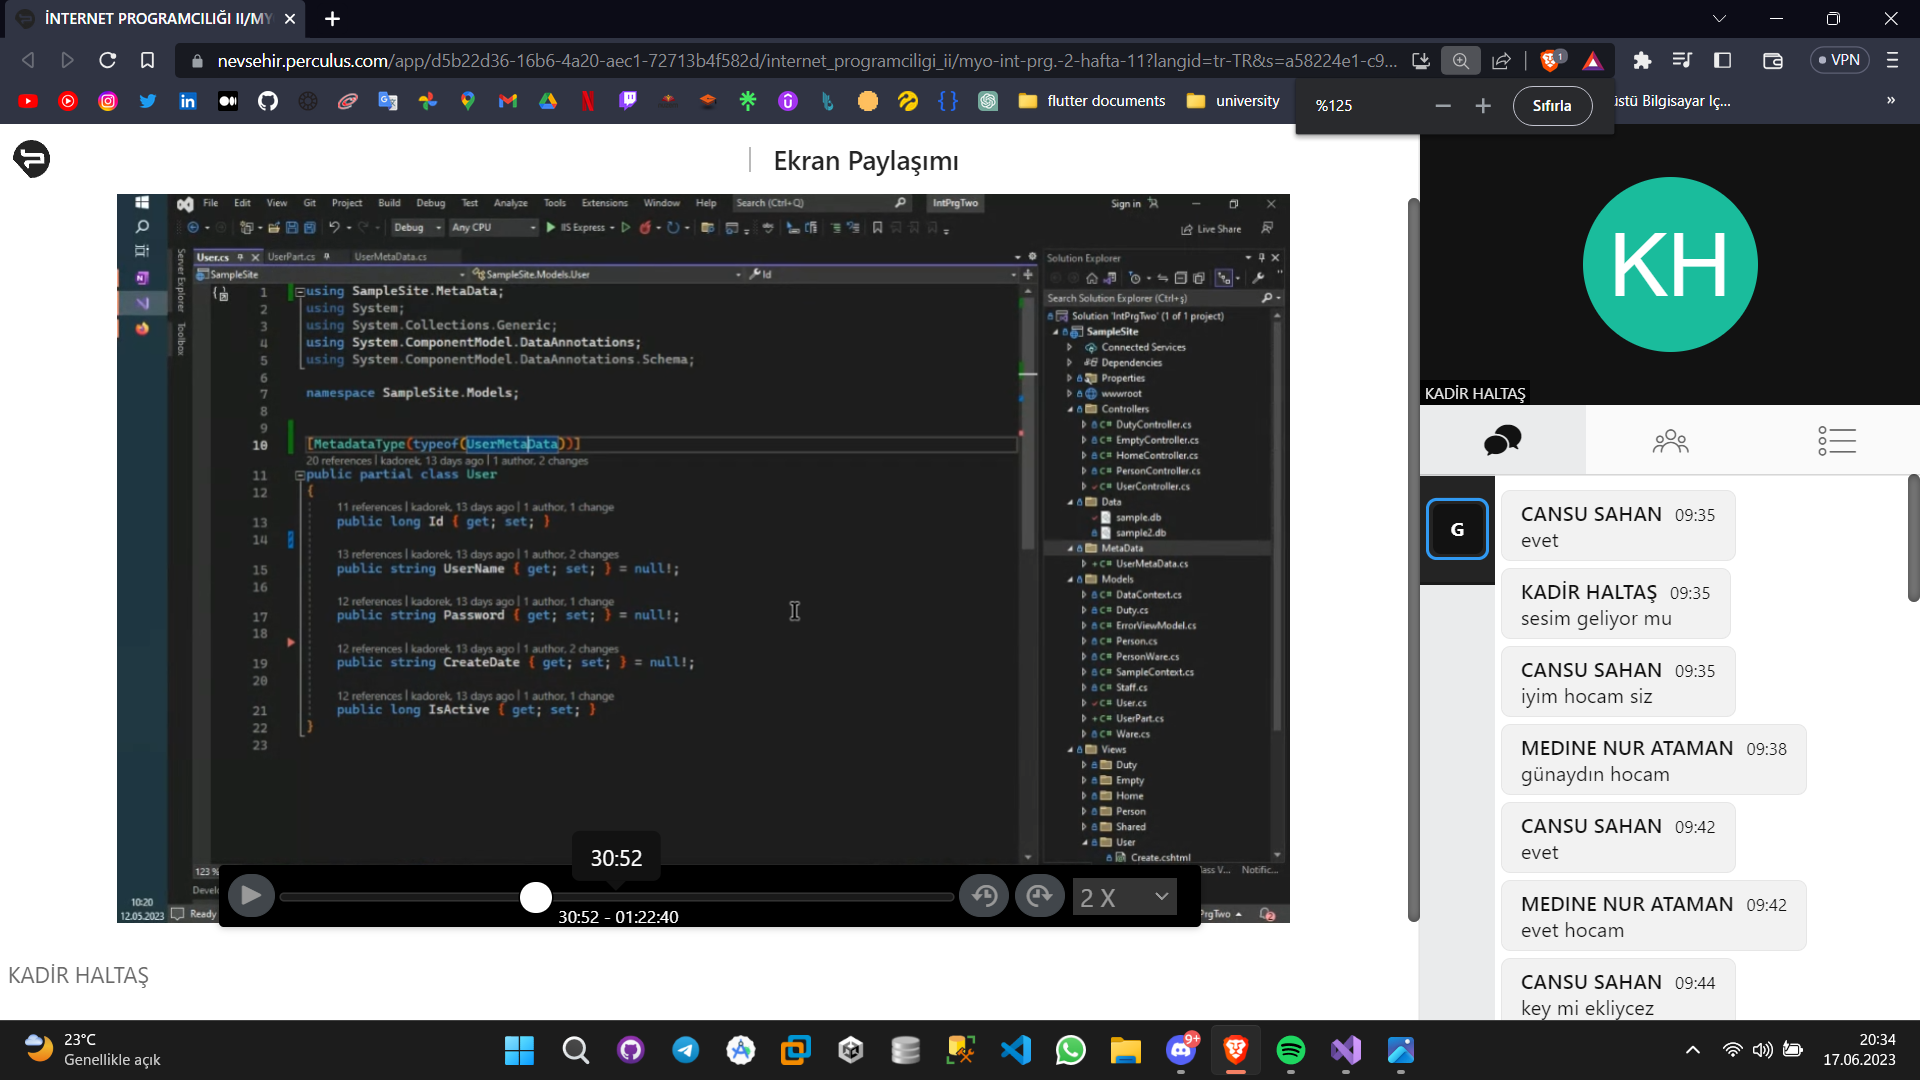 İNTERNET PROGRAMCILIĞI II/MY
nevsehir.perculus.com/app/d5b22d36-16b6-4a20-aec1-72713b4f582d/internet_programciligi_ii/myo-int-prg.-2-hafta-11?langid=tr-TR&s=a58224e1-c9...
1
VPN
flutter documents
university
%125
Sıfırla
üstü Bilgisayar Iç...
»
Ekran Paylaşımı
File Edit View Git Project Build Debug Test Analyze Tools Extensions Window Help Search (Ctrl+Q) IntPrgTwo Sign in
Debug Any CPU IIS Express Live Share
Server Explorer
Toolbox
User.cs UserPart.cs UserMetaData.cs
SampleSite SampleSite.Models.User Id
1 using SampleSite.MetaData;
2 using System;
3 using System.Collections.Generic;
4 using System.ComponentModel.DataAnnotations;
5 using System.ComponentModel.DataAnnotations.Schema;
6
7 namespace SampleSite.Models;
8
9
10 [MetadataType(typeof(UserMetaData))]
20 references | kadorek, 13 days ago | 1 author, 2 changes
11 public partial class User
12 {
11 references | kadorek, 13 days ago | 1 author, 1 change
13 public long Id { get; set; }
14
13 references | kadorek, 13 days ago | 1 author, 2 changes
15 public string UserName { get; set; } = null!;
16
12 references | kadorek, 13 days ago | 1 author, 1 change
17 public string Password { get; set; } = null!;
18
12 references | kadorek, 13 days ago | 1 author, 2 changes
19 public string CreateDate { get; set; } = null!;
20
12 references | kadorek, 13 days ago | 1 author, 1 change
21 public long IsActive { get; set; }
22 }
23
Solution Explorer
Search Solution Explorer (Ctrl+ş)
Solution 'IntPrgTwo' (1 of 1 project)
SampleSite
Connected Services
Dependencies
Properties
wwwroot
Controllers
C# DutyController.cs
C# EmptyController.cs
C# HomeController.cs
C# PersonController.cs
C# UserController.cs
Data
sample.db
sample2.db
MetaData
C# UserMetaData.cs
Models
C# DataContext.cs
C# Duty.cs
C# ErrorViewModel.cs
C# Person.cs
C# PersonWare.cs
C# SampleContext.cs
C# Staff.cs
C# User.cs
C# UserPart.cs
C# Ware.cs
Views
Duty
Empty
Home
Person
Shared
User
Create.cshtml
123 %
Develo
ass V... Notific...
10:20
12.05.2023
Ready
PrgTwo
2
30:52
30:52 - 01:22:40
2 X
KADİR HALTAŞ
KH
KADİR HALTAŞ
G
CANSU SAHAN 09:35
evet
KADİR HALTAŞ 09:35
sesim geliyor mu
CANSU SAHAN 09:35
iyim hocam siz
MEDINE NUR ATAMAN 09:38
günaydın hocam
CANSU SAHAN 09:42
evet
MEDINE NUR ATAMAN 09:42
evet hocam
CANSU SAHAN 09:44
key mi ekliycez
23°C
Genellikle açık
9+
20:34
17.06.2023